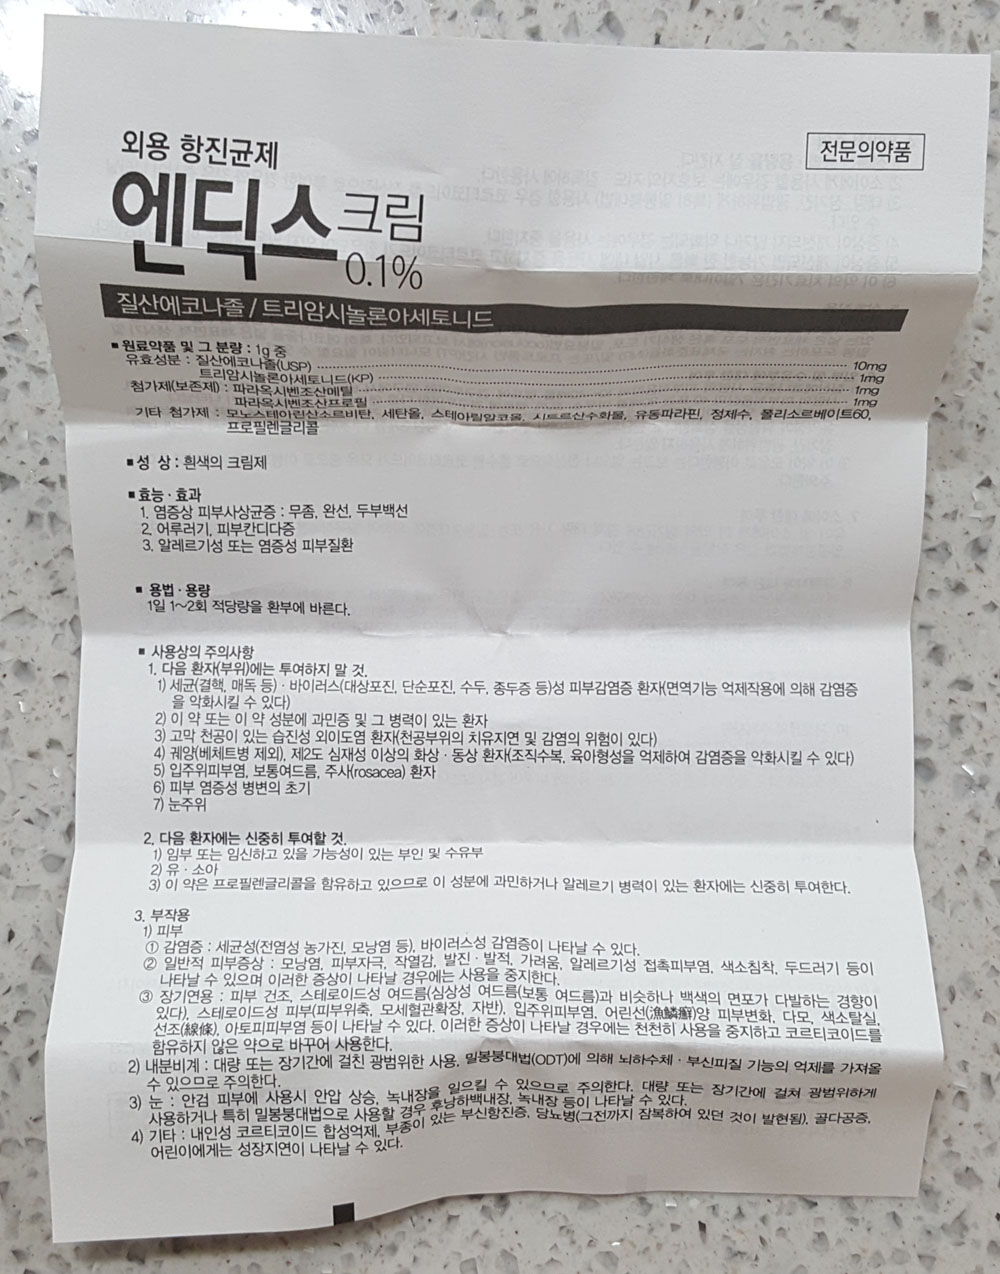 외용 항진균제
전문의약품
엔딕스크림
0.1%
질산에코나졸 / 트리암시놀론아세토니드
■ 원료약품 및 그 분량 : 1g 중
유효성분 : 질산에코나졸(USP) 10mg
트리암시놀론아세토니드(KP) 1mg
첨가제(보존제) : 파라옥시벤조산메틸 1mg
파라옥시벤조산프로필 1mg
기타 첨가제 : 모노스테아린산소르비탄, 세탄올, 스테아릴알코올, 시트르산수화물, 유동파라핀, 정제수, 폴리소르베이트60,
프로필렌글리콜
■ 성 상 : 흰색의 크림제
■ 효능 · 효과
1. 염증상 피부사상균증 : 무좀, 완선, 두부백선
2. 어루러기, 피부칸디다증
3. 알레르기성 또는 염증성 피부질환
■ 용법 · 용량
1일 1~2회 적당량을 환부에 바른다.
■ 사용상의 주의사항
1. 다음 환자(부위)에는 투여하지 말 것.
1) 세균(결핵, 매독 등) · 바이러스(대상포진, 단순포진, 수두, 종두증 등)성 피부감염증 환자(면역기능 억제작용에 의해 감염증
을 악화시킬 수 있다)
2) 이 약 또는 이 약 성분에 과민증 및 그 병력이 있는 환자
3) 고막 천공이 있는 습진성 외이도염 환자(천공부위의 치유지연 및 감염의 위험이 있다)
4) 궤양(베체트병 제외), 제2도 심재성 이상의 화상 · 동상 환자(조직수복, 육아형성을 억제하여 감염증을 악화시킬 수 있다)
5) 입주위피부염, 보통여드름, 주사(rosacea) 환자
6) 피부 염증성 병변의 초기
7) 눈주위
2. 다음 환자에는 신중히 투여할 것.
1) 임부 또는 임신하고 있을 가능성이 있는 부인 및 수유부
2) 유 · 소아
3) 이 약은 프로필렌글리콜을 함유하고 있으므로 이 성분에 과민하거나 알레르기 병력이 있는 환자에는 신중히 투여한다.
3. 부작용
1) 피부
① 감염증 : 세균성(전염성 농가진, 모낭염 등), 바이러스성 감염증이 나타날 수 있다.
② 일반적 피부증상 : 모낭염, 피부자극, 작열감, 발진 · 발적, 가려움, 알레르기성 접촉피부염, 색소침착, 두드러기 등이
나타날 수 있으며 이러한 증상이 나타날 경우에는 사용을 중지한다.
③ 장기연용 : 피부 건조, 스테로이드성 여드름(심상성 여드름(보통 여드름)과 비슷하나 백색의 면포가 다발하는 경향이
있다), 스테로이드성 피부(피부위축, 모세혈관확장, 자반), 입주위피부염, 어린선(漁鱗癬)양 피부변화, 다모, 색소탈실,
선조(線條), 아토피피부염 등이 나타날 수 있다. 이러한 증상이 나타날 경우에는 천천히 사용을 중지하고 코르티코이드를
함유하지 않은 약으로 바꾸어 사용한다.
2) 내분비계 : 대량 또는 장기간에 걸친 광범위한 사용, 밀봉붕대법(ODT)에 의해 뇌하수체 · 부신피질 기능의 억제를 가져올
수 있으므로 주의한다.
3) 눈 : 안검 피부에 사용시 안압 상승, 녹내장을 일으킬 수 있으므로 주의한다. 대량 또는 장기간에 걸쳐 광범위하게
사용하거나 특히 밀봉붕대법으로 사용할 경우 후낭하백내장, 녹내장 등이 나타날 수 있다.
4) 기타 : 내인성 코르티코이드 합성억제, 부종이 있는 부신항진증, 당뇨병(그전까지 잠복하여 있던 것이 발현됨), 골다공증,
어린이에게는 성장지연이 나타날 수 있다.